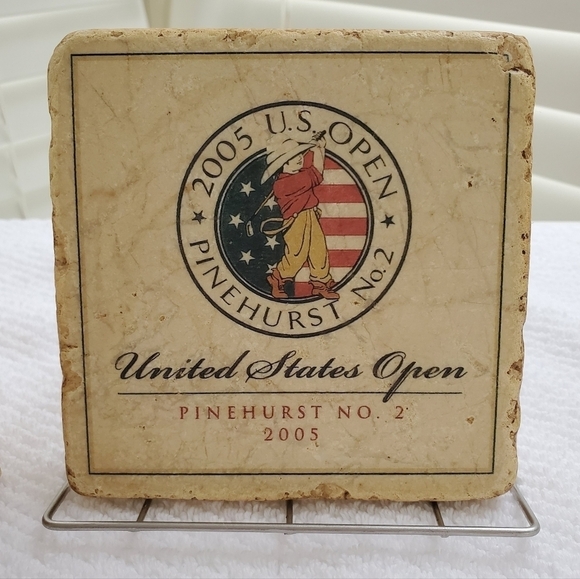 2005 U.S. OPEN
PINEHURST No. 2
United States Open
PINEHURST NO. 2
2005